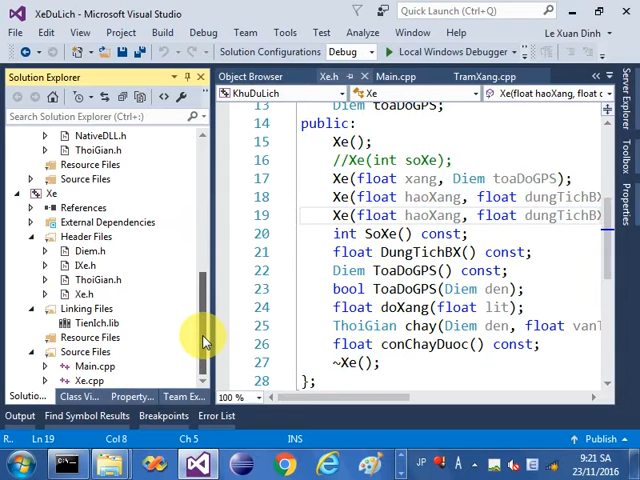 XeDuLich - Microsoft Visual Studio
Quick Launch (Ctrl+Q)
File Edit View Project Build Debug Team Tools
Test Analyze Window Help
Le Xuan Dinh
Solution Configurations Debug Local Windows Debugger
Solution Explorer
Search Solution Explorer (Ctrl+;)
NativeDLL.h
ThoiGian.h
Resource Files
Source Files
Xe
References
External Dependencies
Header Files
Diem.h
IXe.h
ThoiGian.h
Xe.h
Linking Files
TienIch.lib
Resource Files
Source Files
Main.cpp
Xe.cpp
Solutio... Class Vi... Property... Team Ex...
Object Browser Xe.h Main.cpp TramXang.cpp
KhuDuLich Xe Xe(float haoXang, float d
13 Diem toaDoGPS;
14 public:
15 Xe();
16 //Xe(int soXe);
17 Xe(float xang, Diem toaDoGPS);
18 Xe(float haoXang, float dungTichBX
19 Xe(float haoXang, float dungTichBX
20 int SoXe() const;
21 float DungTichBX() const;
22 Diem ToaDoGPS() const;
23 bool ToaDoGPS(Diem den);
24 float doXang(float lit);
25 ThoiGian chay(Diem den, float vanT
26 float conChayDuoc() const;
27 ~Xe();
28 };
100 %
Server Explorer
Toolbox
Properties
Output Find Symbol Results Breakpoints Error List
R.. Ln 19 Col 8 Ch 5 INS Publish
JP A 9:21 SA
23/11/2016